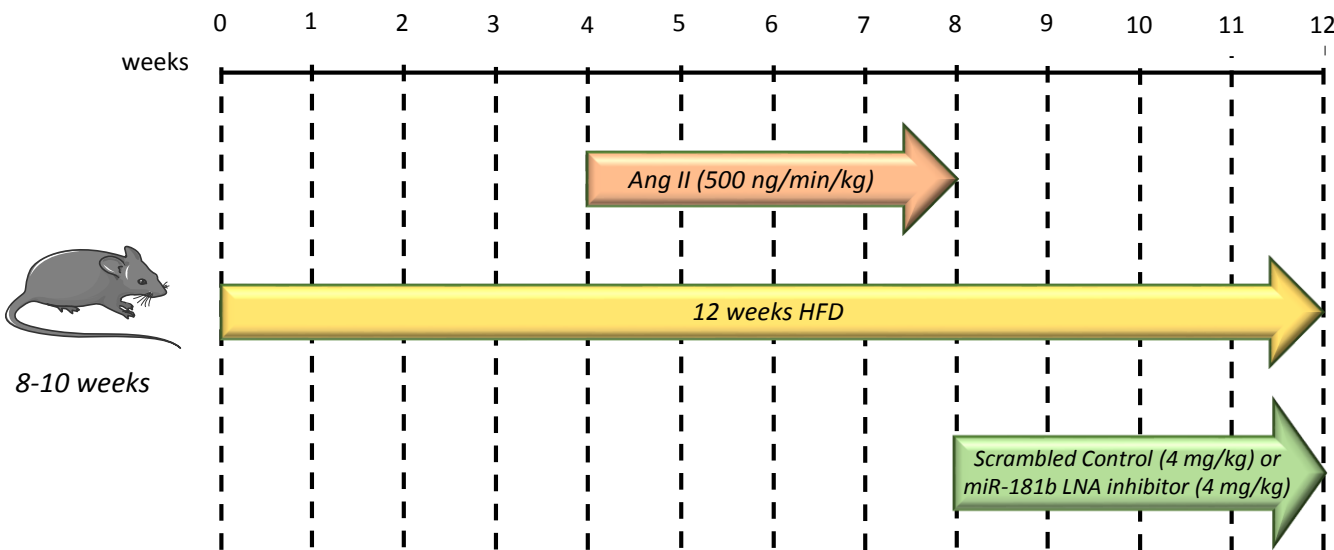 0 1 2 3 4 5 6 7 8 9 10 11 12
weeks
Ang II (500 ng/min/kg)
12 weeks HFD
8-10 weeks
Scrambled Control (4 mg/kg) or
miR-181b LNA inhibitor (4 mg/kg)